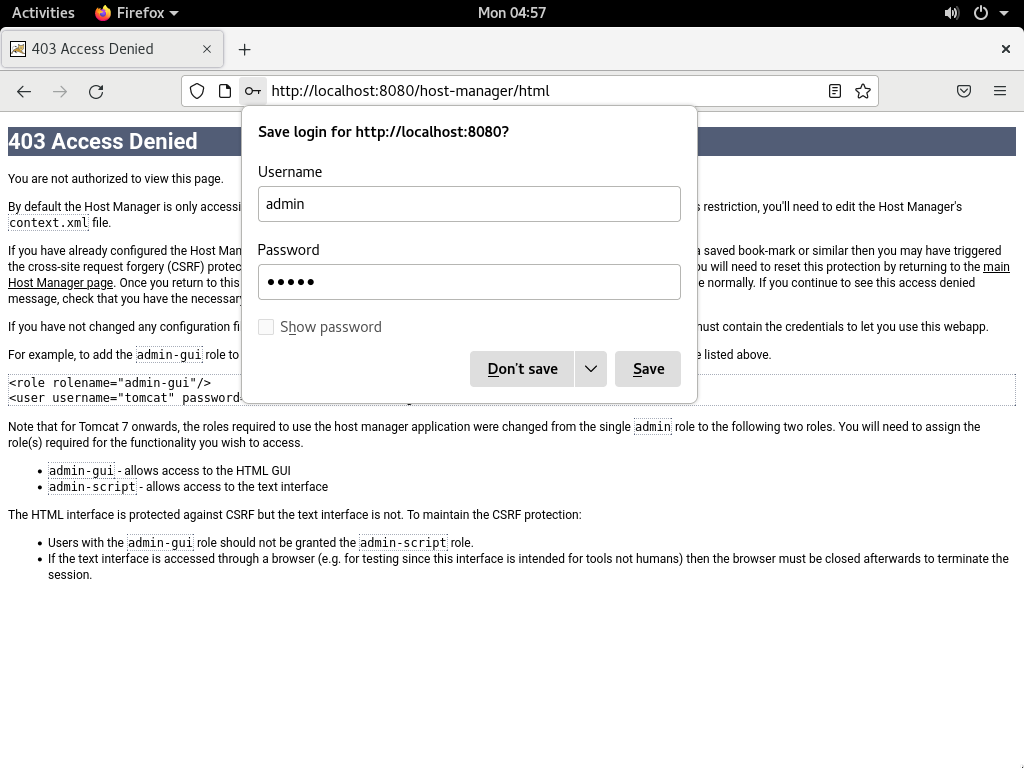 Activities Firefox Mon 04:57
403 Access Denied
http://localhost:8080/host-manager/html
Save login for http://localhost:8080?
Username
admin
Password
Show password
Don't save
Save
403 Access Denied
You are not authorized to view this page.
By default the Host Manager is only restriction, you'll need to edit the Host Manager's
context.xml file.
If you have already configured the Host a saved book-mark or similar then you may have triggered
the cross-site request forgery (CSRF) will need to reset this protection by returning to the main
Host Manager page. Once you return to this normally. If you continue to see this access denied
message, check that you have the
If you have not changed any configuration must contain the credentials to let you use this webapp.
For example, to add the admin-gui role to listed above.
<role rolename="admin-gui"/>
<user username="tomcat" password=
Note that for Tomcat 7 onwards, the roles required to use the host manager application were changed from the single admin role to the following two roles. You will need to assign the
role(s) required for the functionality you wish to access.
• admin-gui - allows access to the HTML GUI
• admin-script - allows access to the text interface
The HTML interface is protected against CSRF but the text interface is not. To maintain the CSRF protection:
• Users with the admin-gui role should not be granted the admin-script role.
• If the text interface is accessed through a browser (e.g. for testing since this interface is intended for tools not humans) then the browser must be closed afterwards to terminate the
session.